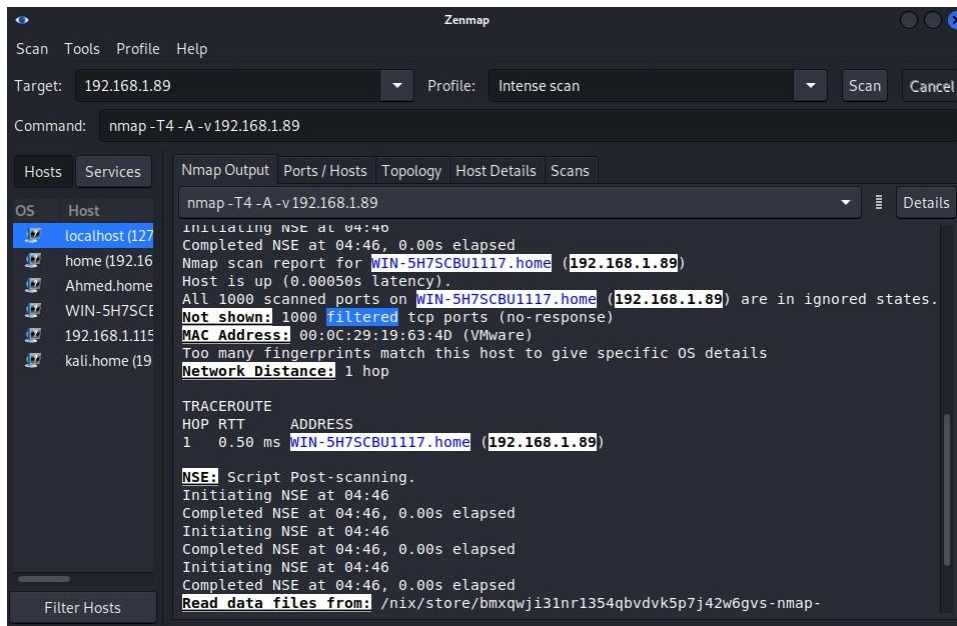 Zenmap
Scan Tools Profile Help
Target: 192.168.1.89 Profile: Intense scan Scan Cancel
Command: nmap -T4 -A -v 192.168.1.89
Hosts Services
Nmap Output Ports / Hosts Topology Host Details Scans
nmap -T4 -A -v 192.168.1.89 Details
OS Host
localhost (127
home (192.16
Ahmed.home
WIN-5H7SCE
192.168.1.115
kali.home (19
Filter Hosts
Initiating NSE at 04:46
Completed NSE at 04:46, 0.00s elapsed
Nmap scan report for WIN-5H7SCBU1117.home (192.168.1.89)
Host is up (0.00050s latency).
All 1000 scanned ports on WIN-5H7SCBU1117.home (192.168.1.89) are in ignored states.
Not shown: 1000 filtered tcp ports (no-response)
MAC Address: 00:0C:29:19:63:4D (VMware)
Too many fingerprints match this host to give specific OS details
Network Distance: 1 hop
TRACEROUTE
HOP RTT ADDRESS
1 0.50 ms WIN-5H7SCBU1117.home (192.168.1.89)
NSE: Script Post-scanning.
Initiating NSE at 04:46
Completed NSE at 04:46, 0.00s elapsed
Initiating NSE at 04:46
Completed NSE at 04:46, 0.00s elapsed
Initiating NSE at 04:46
Completed NSE at 04:46, 0.00s elapsed
Read data files from: /nix/store/bmxqwji31nr1354qbvdvk5p7j42w6gvs-nmap-